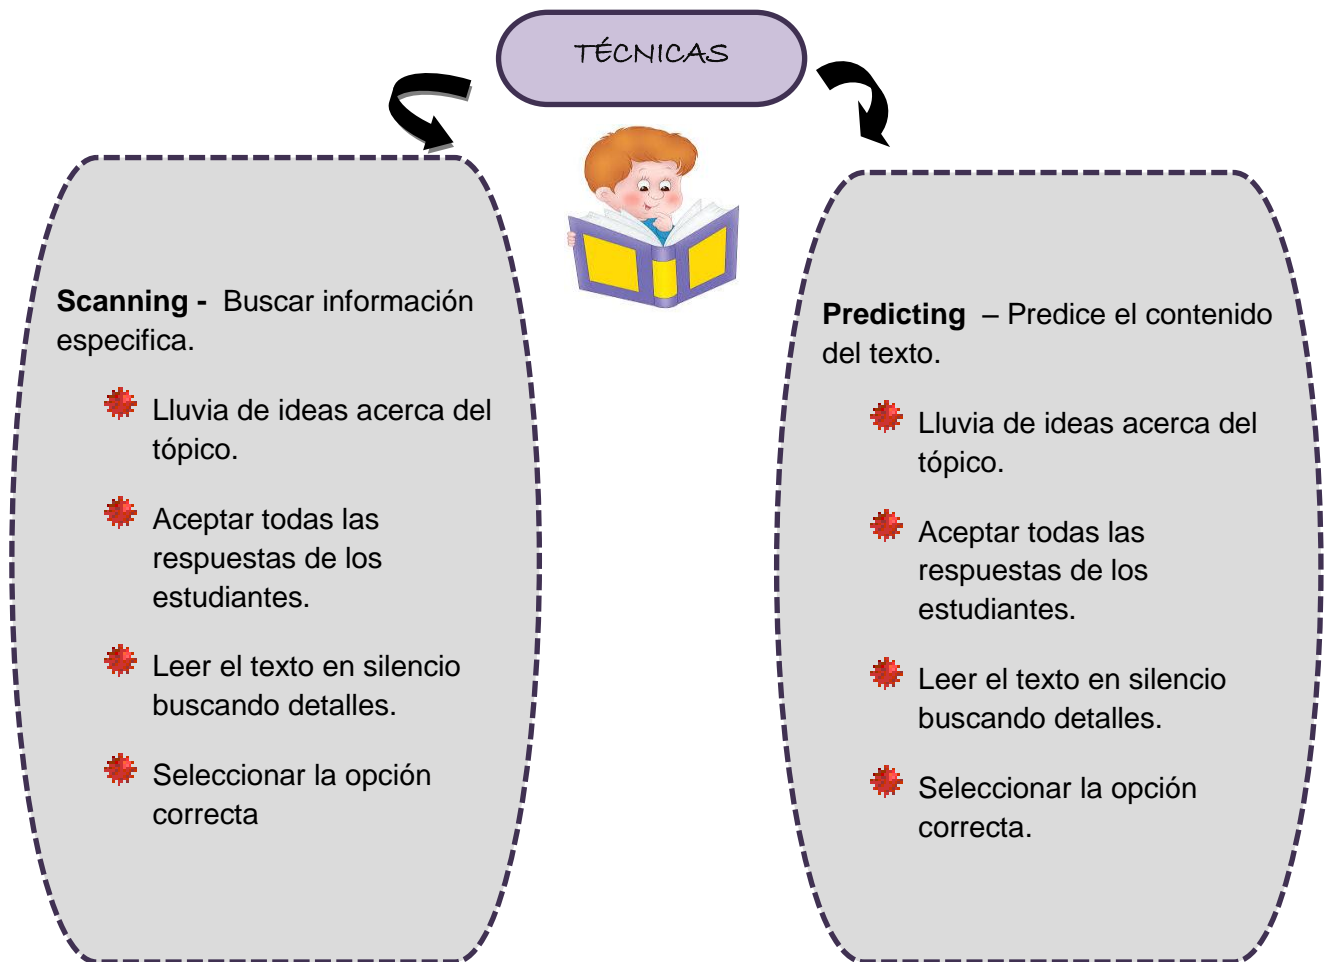 TÉCNICAS
Scanning -  Buscar información
especifica.
Lluvia de ideas acerca del
tópico.
Aceptar todas las
respuestas de los
estudiantes.
Leer el texto en silencio
buscando detalles.
Seleccionar la opción
correcta
Predicting  – Predice el contenido
del texto.
Lluvia de ideas acerca del
tópico.
Aceptar todas las
respuestas de los
estudiantes.
Leer el texto en silencio
buscando detalles.
Seleccionar la opción
correcta.